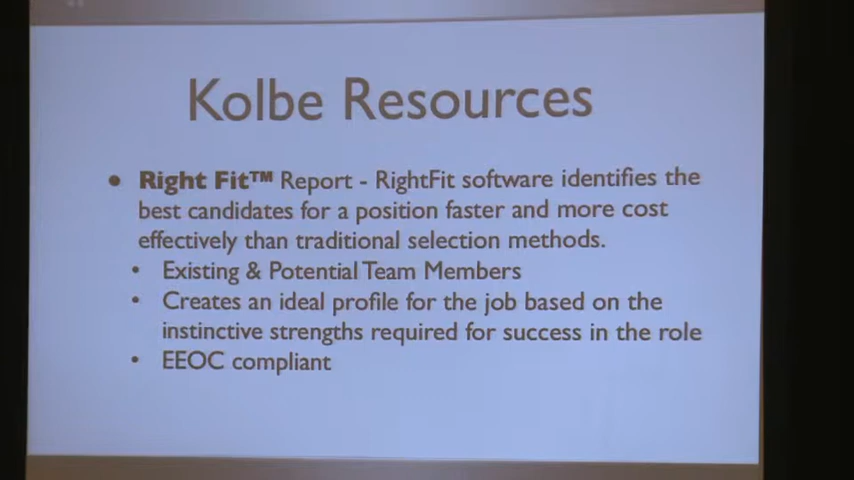 Kolbe Resources
• Right Fit™ Report - RightFit software identifies the
best candidates for a position faster and more cost
effectively than traditional selection methods.
• Existing & Potential Team Members
• Creates an ideal profile for the job based on the
instinctive strengths required for success in the role
• EEOC compliant